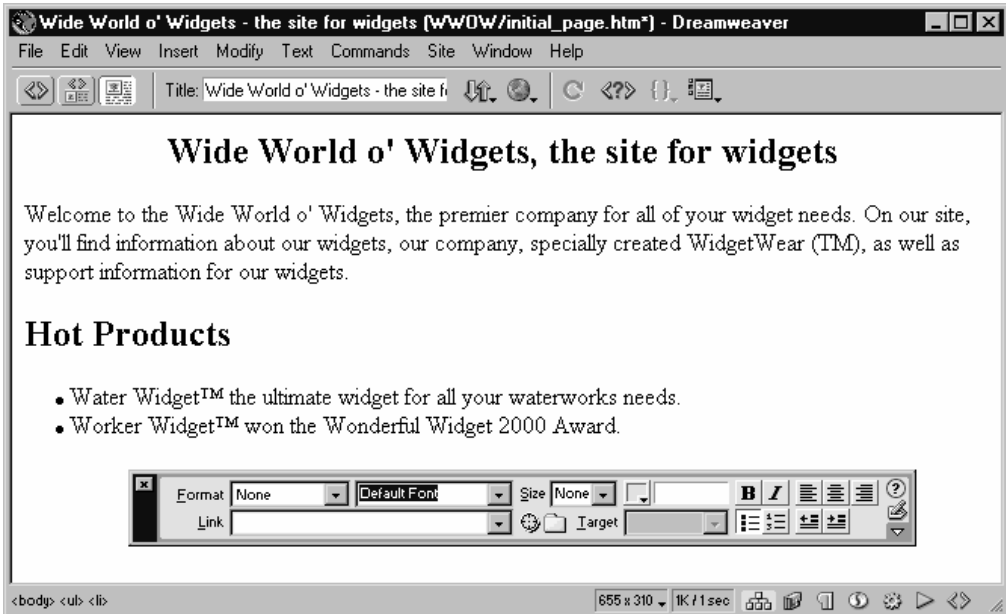 Wide World o' Widgets - the site for widgets (WWOW/initial_page.htm*) - Dreamweaver
File Edit View Insert Modify Text Commands Site Window Help
Title: Wide World o' Widgets - the site f
Wide World o' Widgets, the site for widgets
Welcome to the Wide World o' Widgets, the premier company for all of your widget needs. On our site,
you'll find information about our widgets, our company, specially created WidgetWear (TM), as well as
support information for our widgets.
Hot Products
• Water Widget™ the ultimate widget for all your waterworks needs.
• Worker Widget™ won the Wonderful Widget 2000 Award.
Format None Default Font Size None B I
Link Target
<body> <ul> <li> 655 x 310 1K / 1 sec